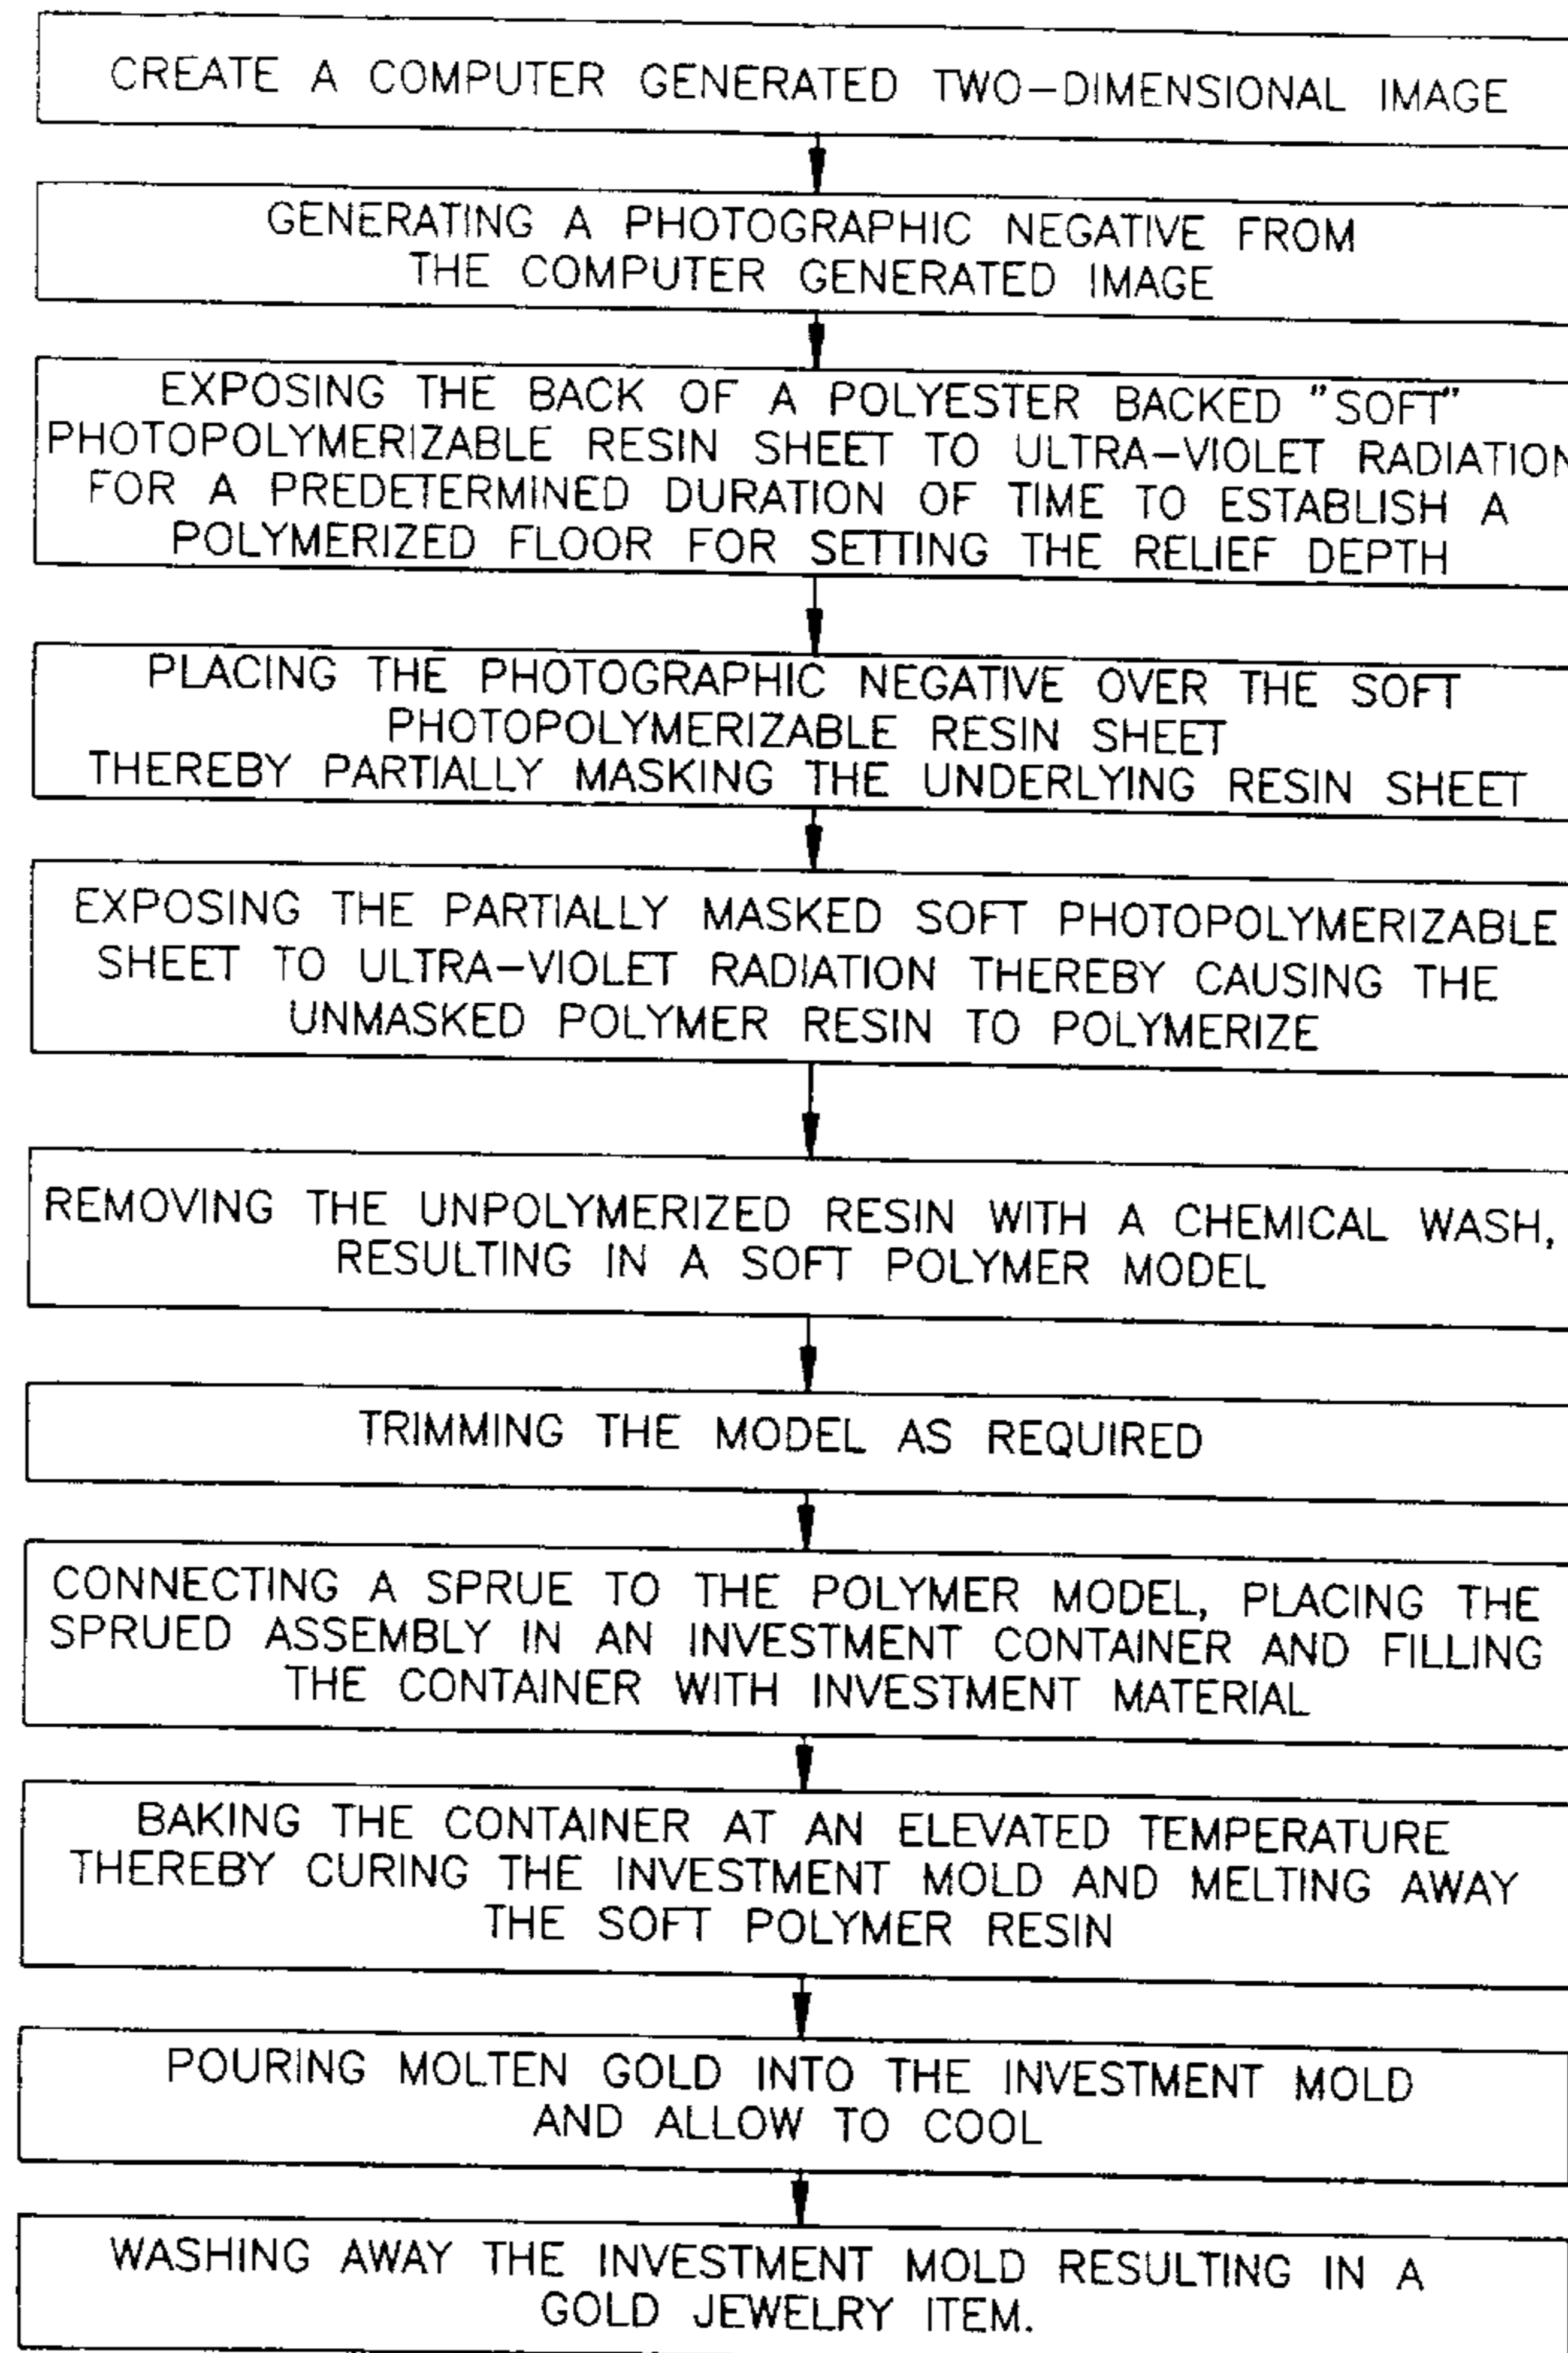 CREATE A COMPUTER GENERATED TWO-DIMENSIONAL IMAGE
GENERATING A PHOTOGRAPHIC NEGATIVE FROM
THE COMPUTER GENERATED IMAGE
EXPOSING THE BACK OF A POLYESTER BACKED "SOFT"
PHOTOPOLYMERIZABLE RESIN SHEET TO ULTRA-VIOLET RADIATION
FOR A PREDETERMINED DURATION OF TIME TO ESTABLISH A
POLYMERIZED FLOOR FOR SETTING THE RELIEF DEPTH
PLACING THE PHOTOGRAPHIC NEGATIVE OVER THE SOFT
PHOTOPOLYMERIZABLE RESIN SHEET
THEREBY PARTIALLY MASKING THE UNDERLYING RESIN SHEET
EXPOSING THE PARTIALLY MASKED SOFT PHOTOPOLYMERIZABLE
SHEET TO ULTRA-VIOLET RADIATION THEREBY CAUSING THE
UNMASKED POLYMER RESIN TO POLYMERIZE
REMOVING THE UNPOLYMERIZED RESIN WITH A CHEMICAL WASH,
RESULTING IN A SOFT POLYMER MODEL
TRIMMING THE MODEL AS REQUIRED
CONNECTING A SPRUE TO THE POLYMER MODEL, PLACING THE
SPRUED ASSEMBLY IN AN INVESTMENT CONTAINER AND FILLING
THE CONTAINER WITH INVESTMENT MATERIAL
BAKING THE CONTAINER AT AN ELEVATED TEMPERATURE
THEREBY CURING THE INVESTMENT MOLD AND MELTING AWAY
THE SOFT POLYMER RESIN
POURING MOLTEN GOLD INTO THE INVESTMENT MOLD
AND ALLOW TO COOL
WASHING AWAY THE INVESTMENT MOLD RESULTING IN A
GOLD JEWELRY ITEM.